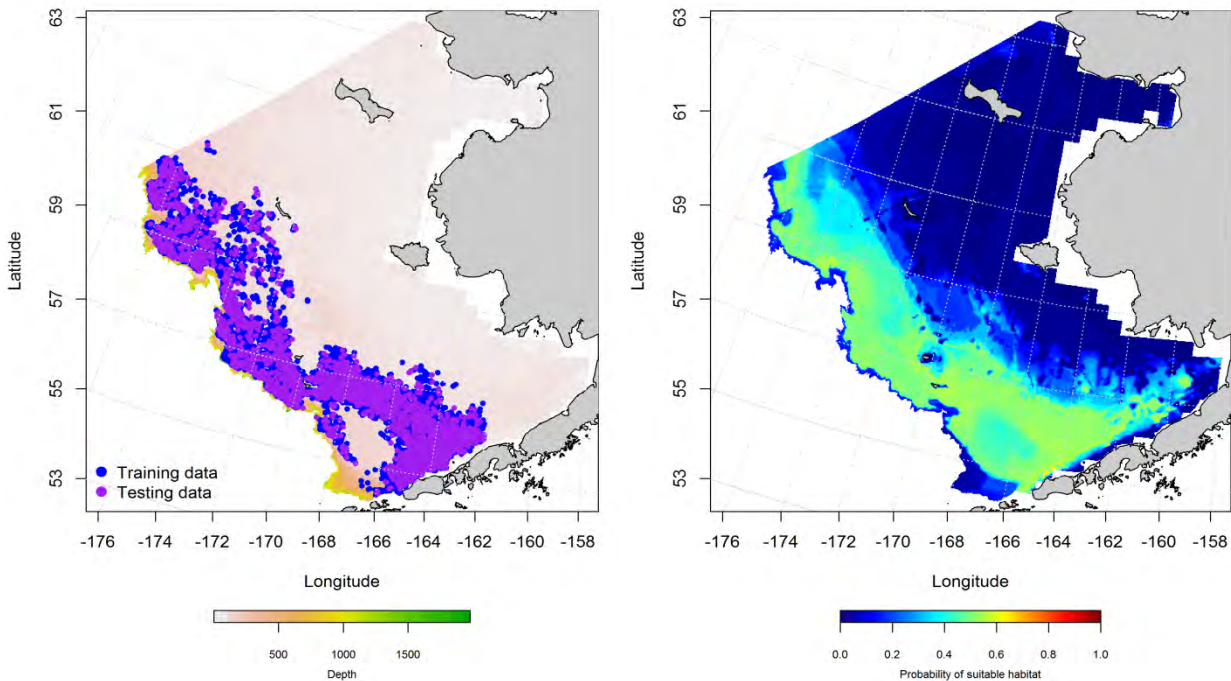 63
61
59
57
55
53
Latitude
Training data
Testing data
-176 -174 -172 -170 -168 -166 -164 -162 -160 -158
Longitude
500 1000 1500
Depth
63
61
59
57
55
53
Latitude
-176 -174 -172 -170 -168 -166 -164 -162 -160 -158
Longitude
0.0 0.2 0.4 0.6 0.8 1.0
Probability of suitable habitat